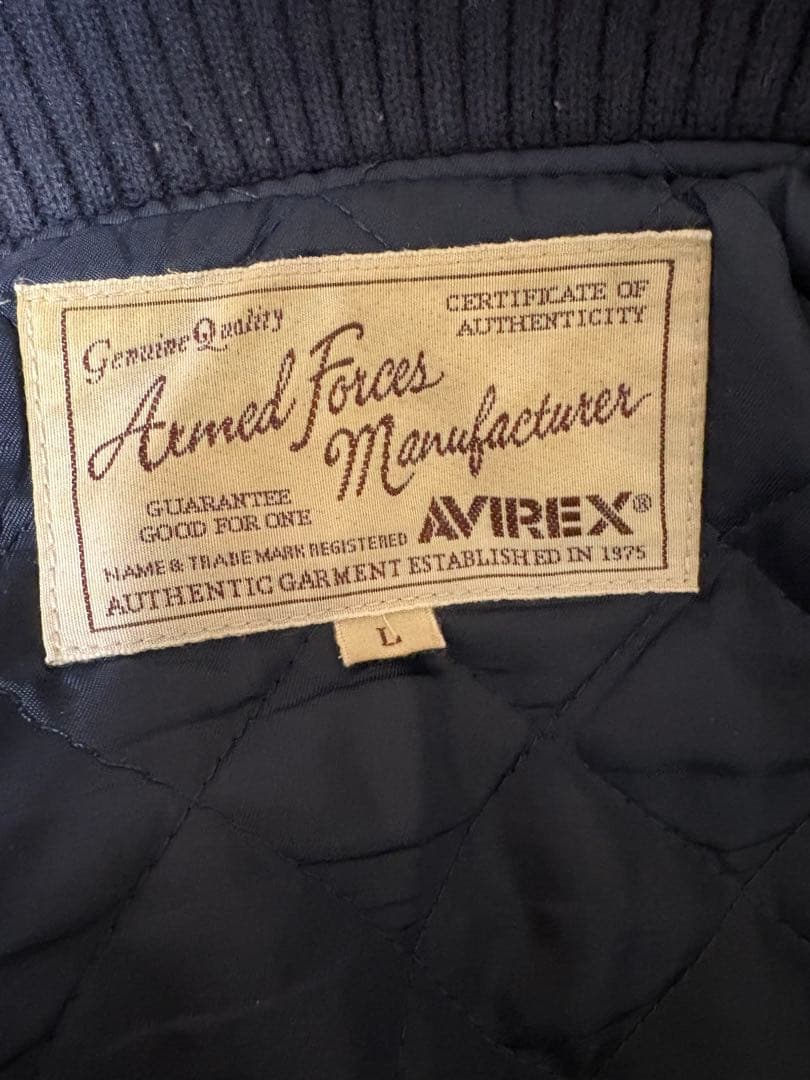 Genuine Quality
CERTIFICATE OF
AUTHENTICITY
Armed Forces
Manufacturer
GUARANTEE
GOOD FOR ONE
AVIREX®
NAME & TRADE MARK REGISTERED
AUTHENTIC GARMENT ESTABLISHED IN 1975
L